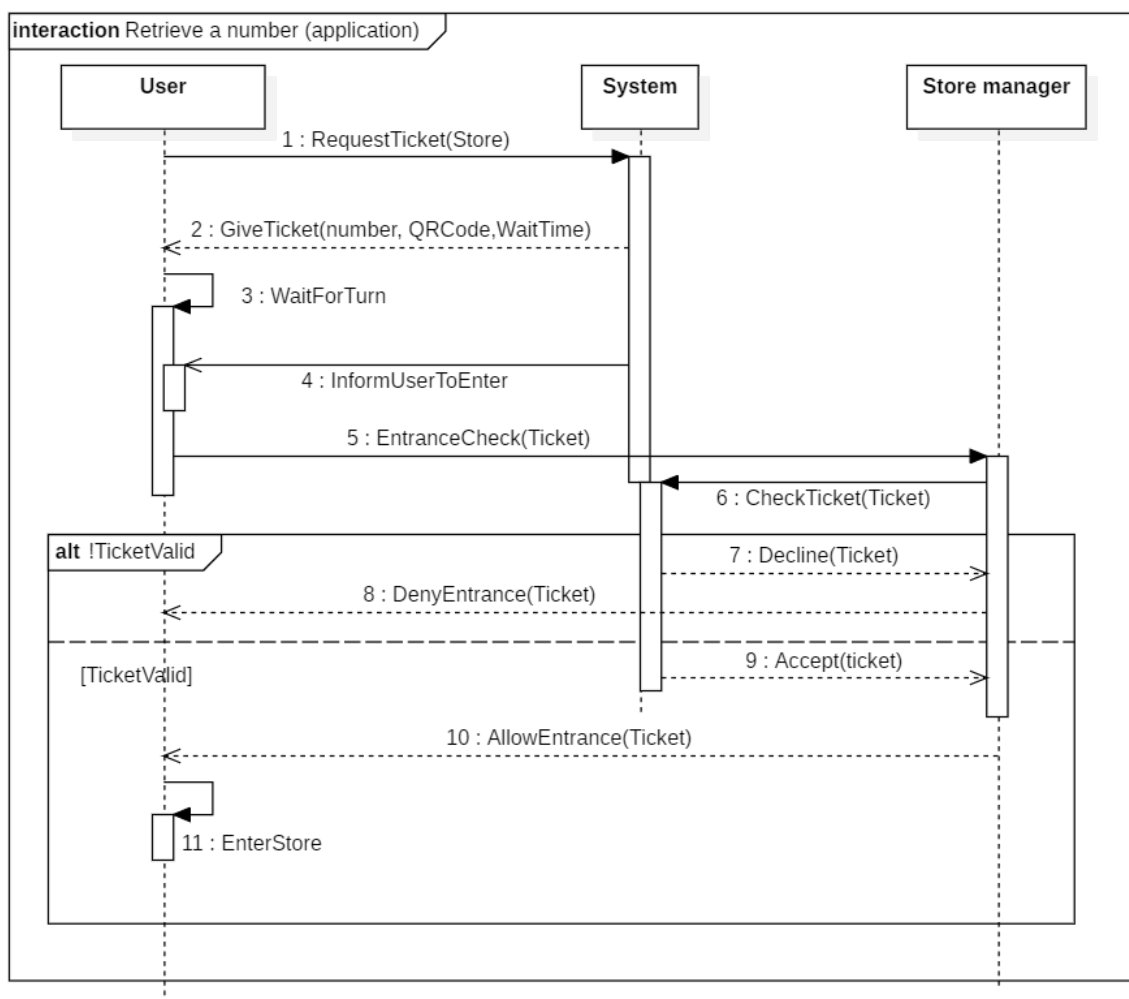 interaction Retrieve a number (application)
User
System
Store manager
1 : RequestTicket(Store)
2 : GiveTicket(number, QRCode,WaitTime)
3 : WaitForTurn
4 : InformUserToEnter
5 : EntranceCheck(Ticket)
6 : CheckTicket(Ticket)
alt !TicketValid
7 : Decline(Ticket)
8 : DenyEntrance(Ticket)
9 : Accept(ticket)
[TicketValid]
10 : AllowEntrance(Ticket)
11 : EnterStore